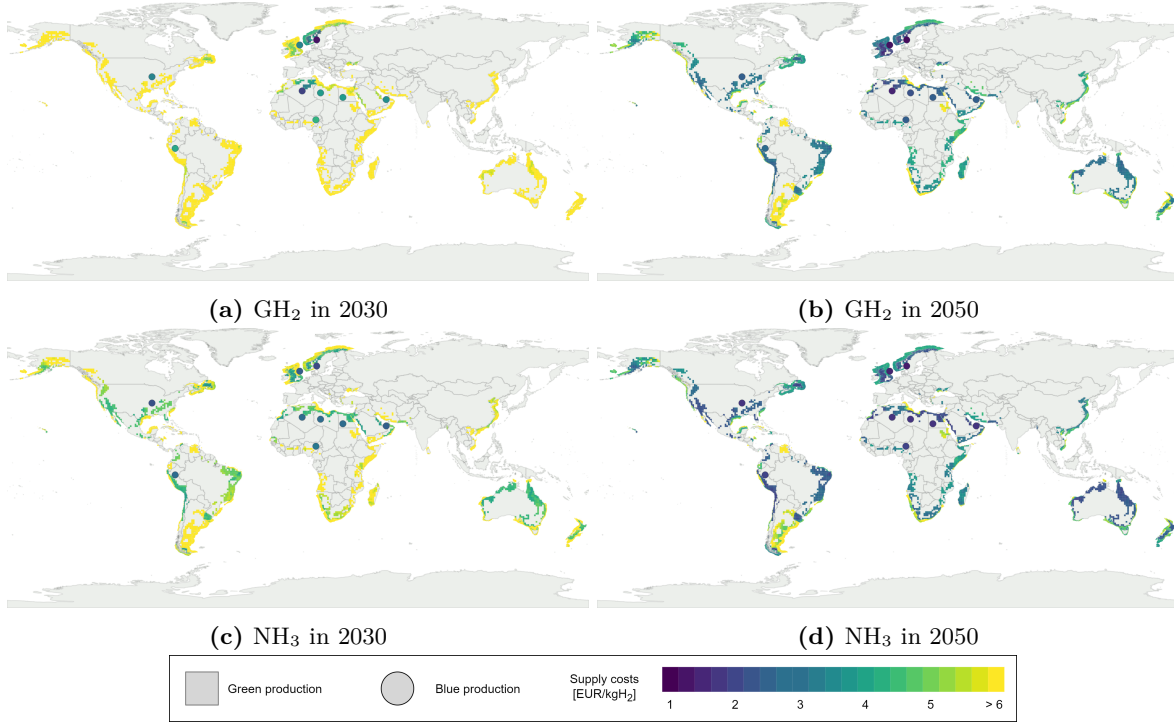 (a) GH₂ in 2030
(b) GH₂ in 2050
(c) NH₃ in 2030
(d) NH₃ in 2050
Green production
Blue production
Supply costs
[EUR/kgH₂]
1 2 3 4 5 > 6